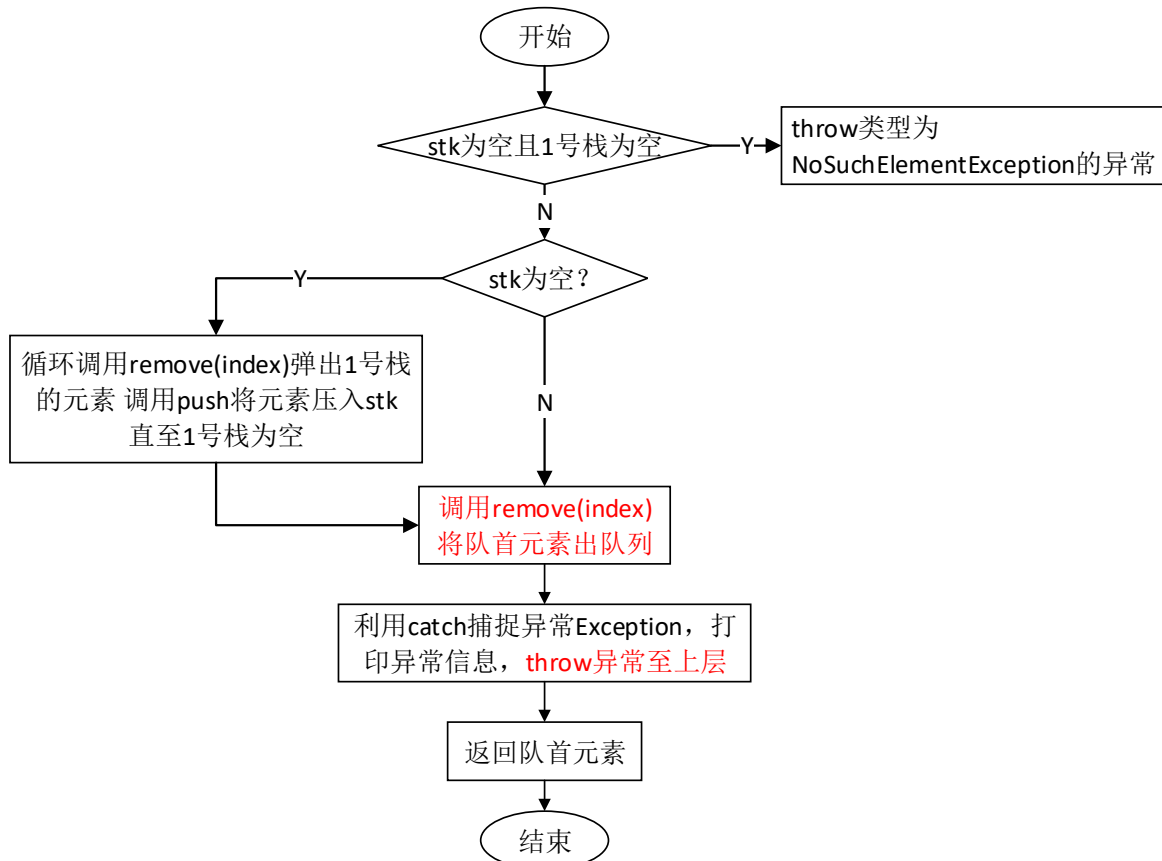 开始
stk为空且1号栈为空
Y
throw类型为
NoSuchElementException的异常
N
stk为空？
Y
循环调用remove(index)弹出1号栈
的元素 调用push将元素压入stk
直至1号栈为空
N
调用remove(index)
将队首元素出队列
利用catch捕捉异常Exception，打
印异常信息，throw异常至上层
返回队首元素
结束